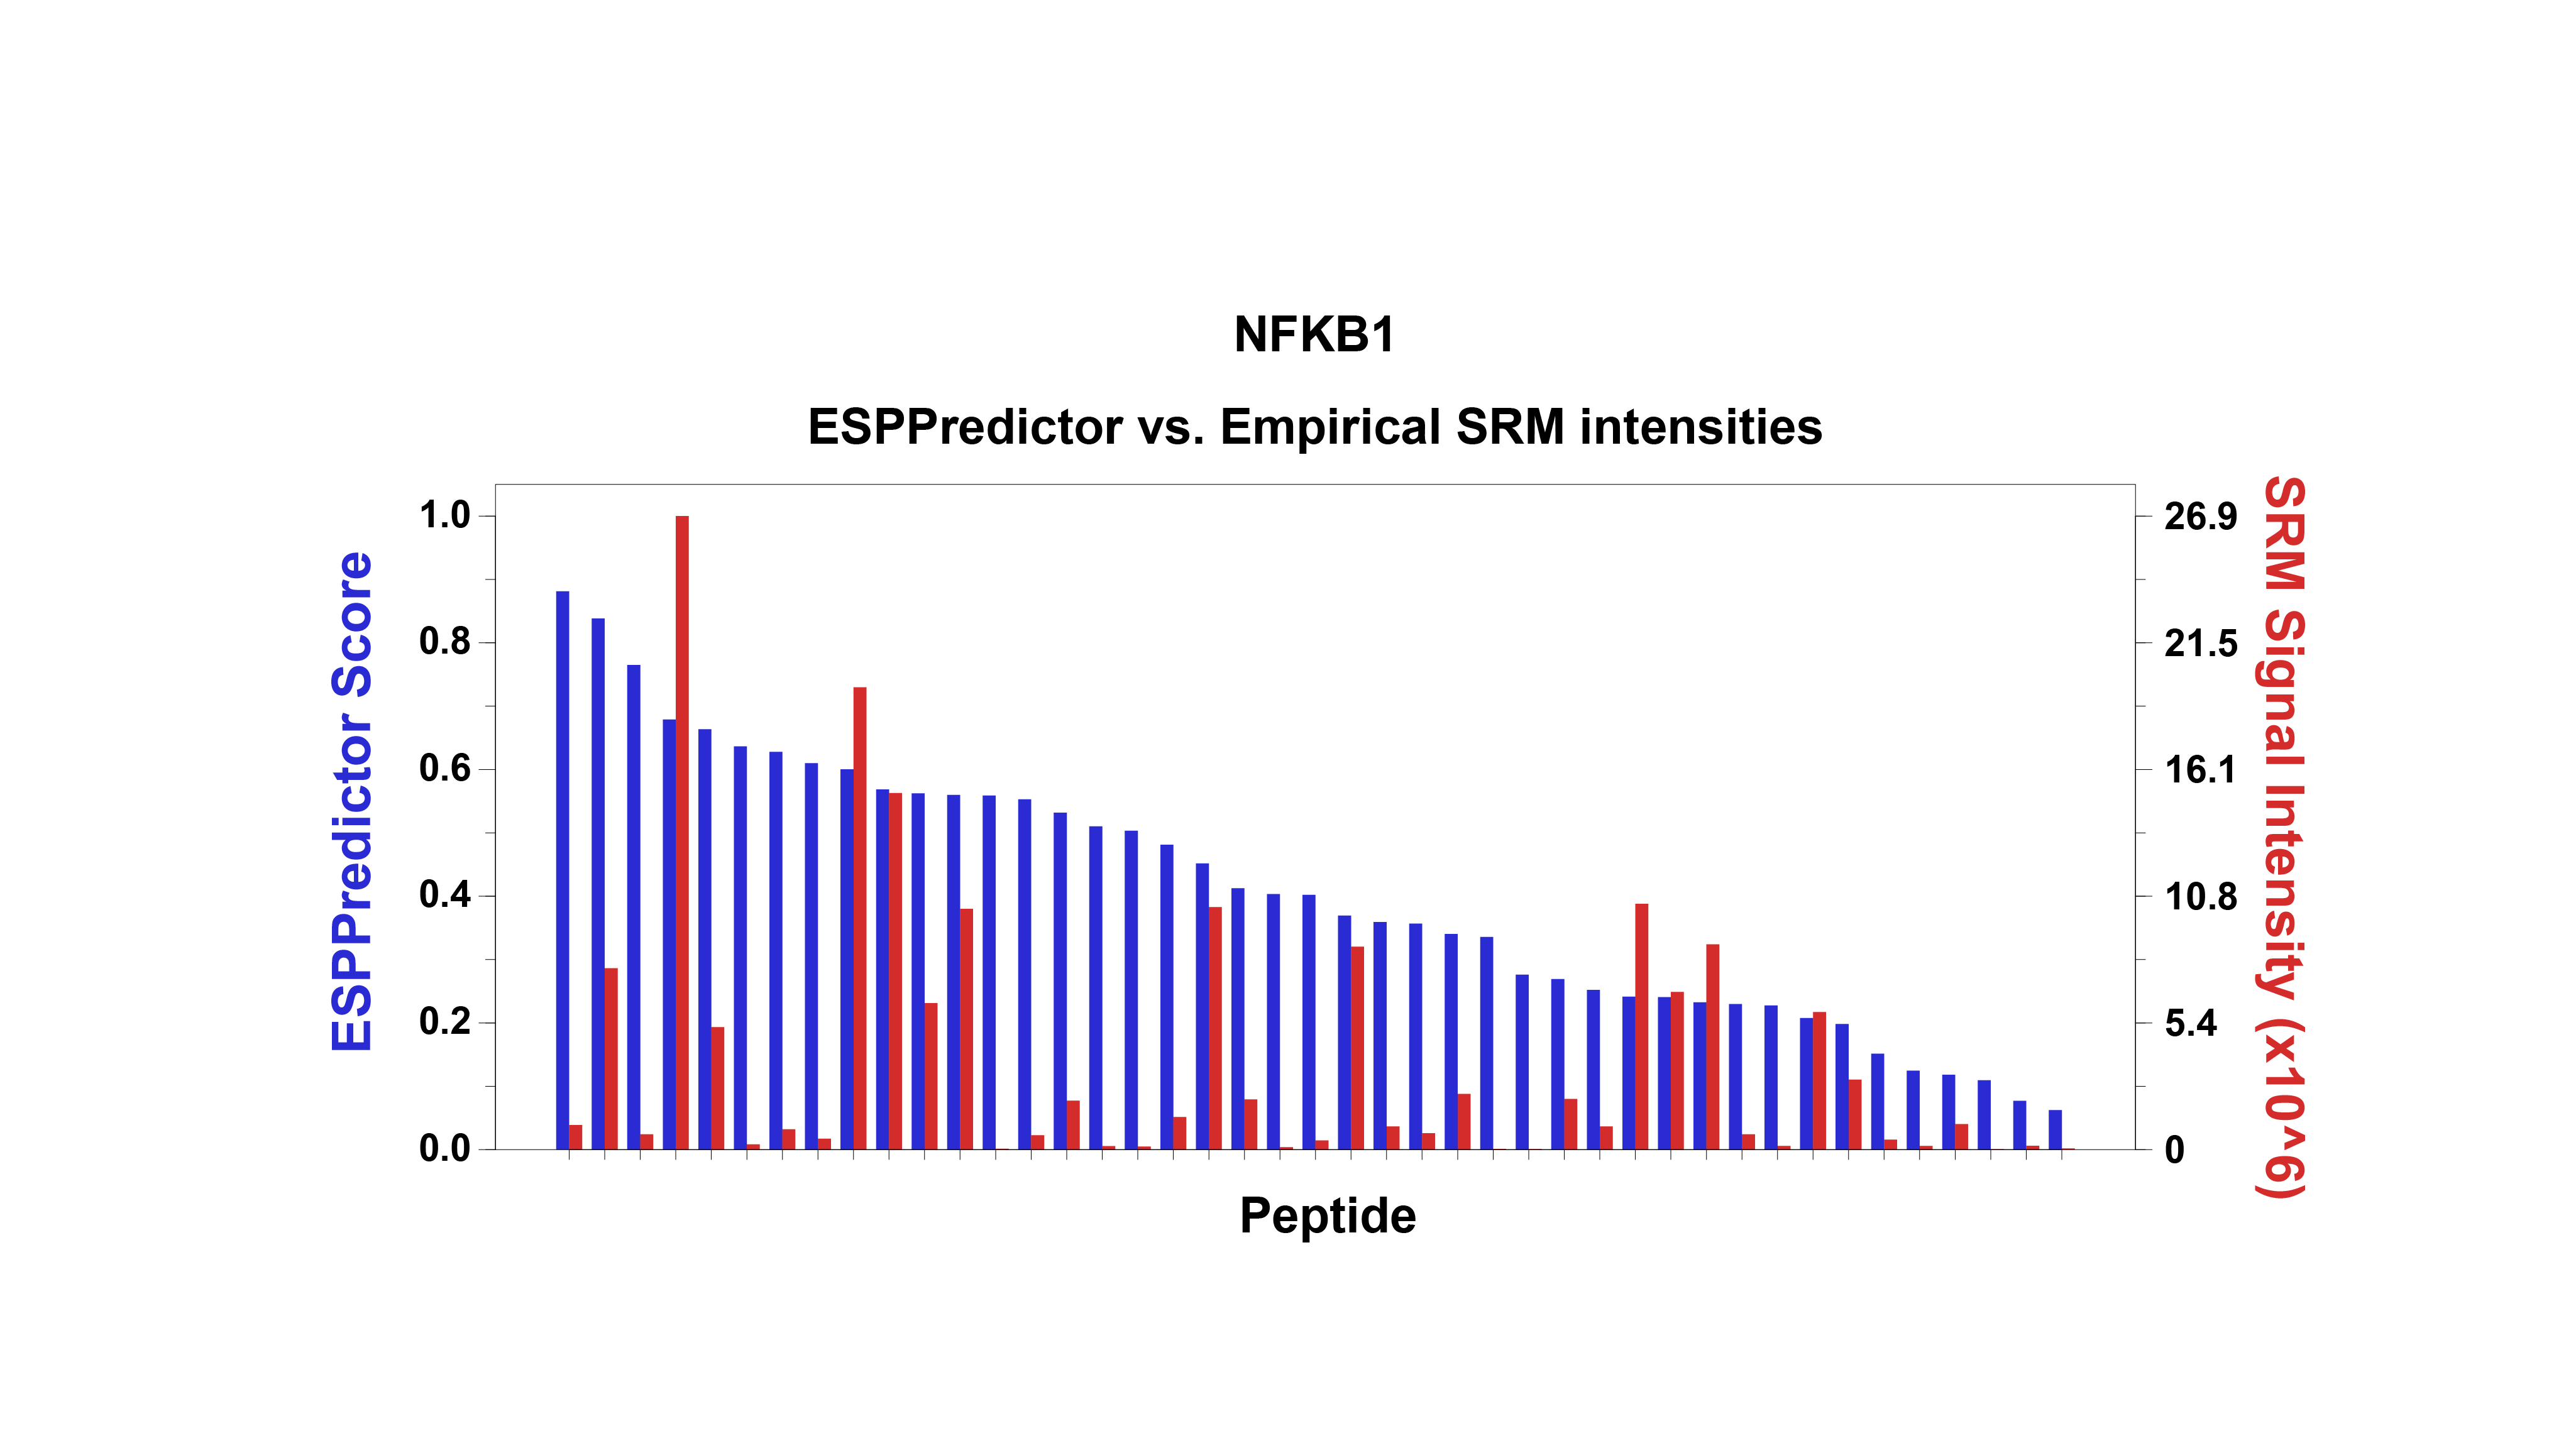 NFKB1
ESPPredictor vs. Empirical SRM intensities
ESPPredictor Score
1.0
0.8
0.6
0.4
0.2
0.0
26.9
21.5
16.1
10.8
5.4
0
SRM Signal Intensity (x10^6)
Peptide